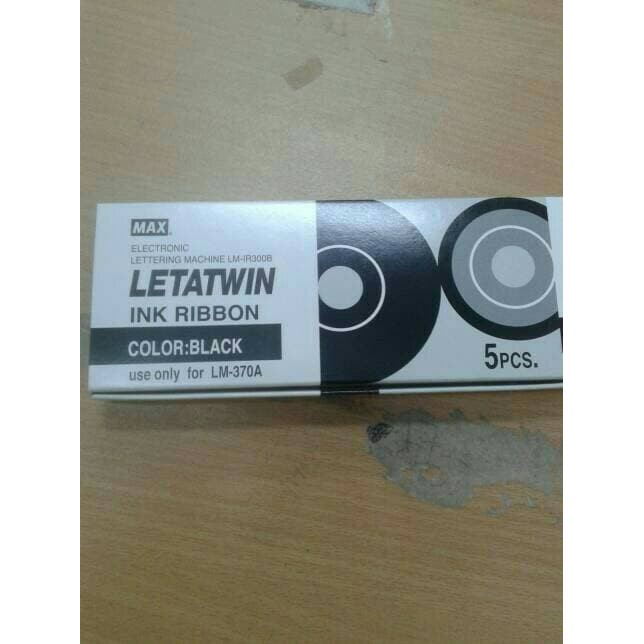 MAX.
ELECTRONIC
LETTERING MACHINE LM-IR300B
LETATWIN
INK RIBBON
COLOR:BLACK
use only for LM-370A
5PCS.